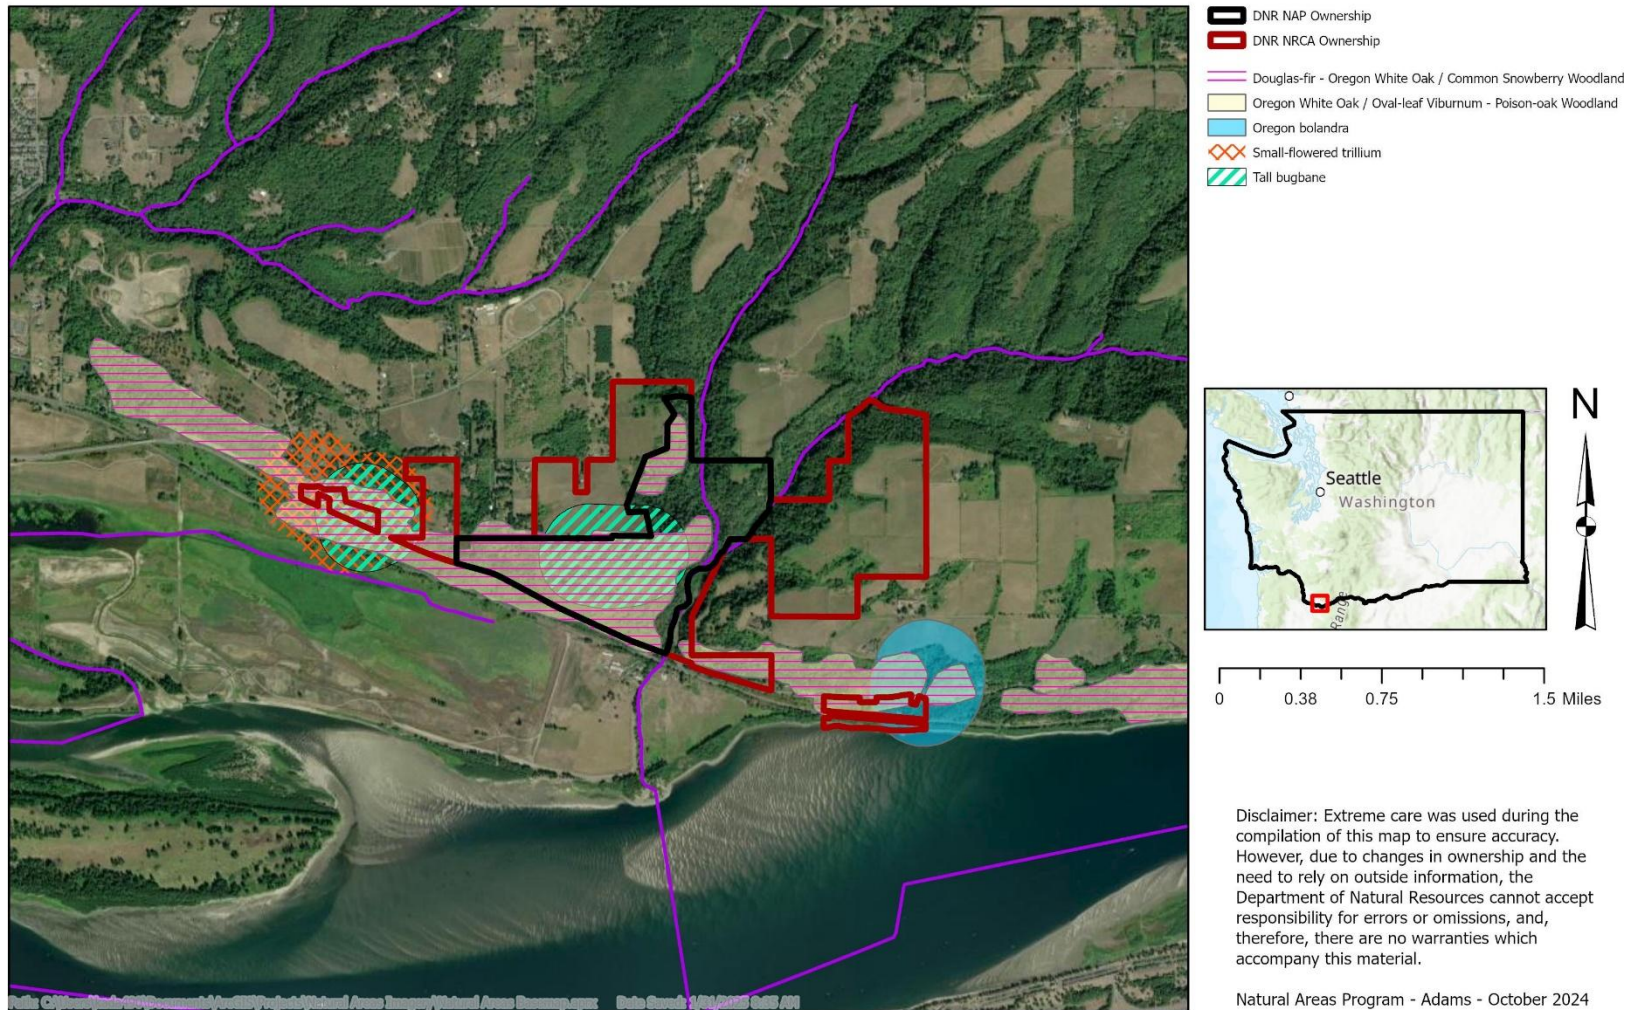 DNR NAP Ownership
DNR NRCA Ownership
Douglas-fir - Oregon White Oak / Common Snowberry Woodland
Oregon White Oak / Oval-leaf Viburnum - Poison-oak Woodland
Oregon bolandra
Small-flowered trillium
Tall bugbane
N
Seattle
Washington
Range
0 0.38 0.75 1.5 Miles
Disclaimer: Extreme care was used during the
compilation of this map to ensure accuracy.
However, due to changes in ownership and the
need to rely on outside information, the
Department of Natural Resources cannot accept
responsibility for errors or omissions, and,
therefore, there are no warranties which
accompany this material.
Natural Areas Program - Adams - October 2024